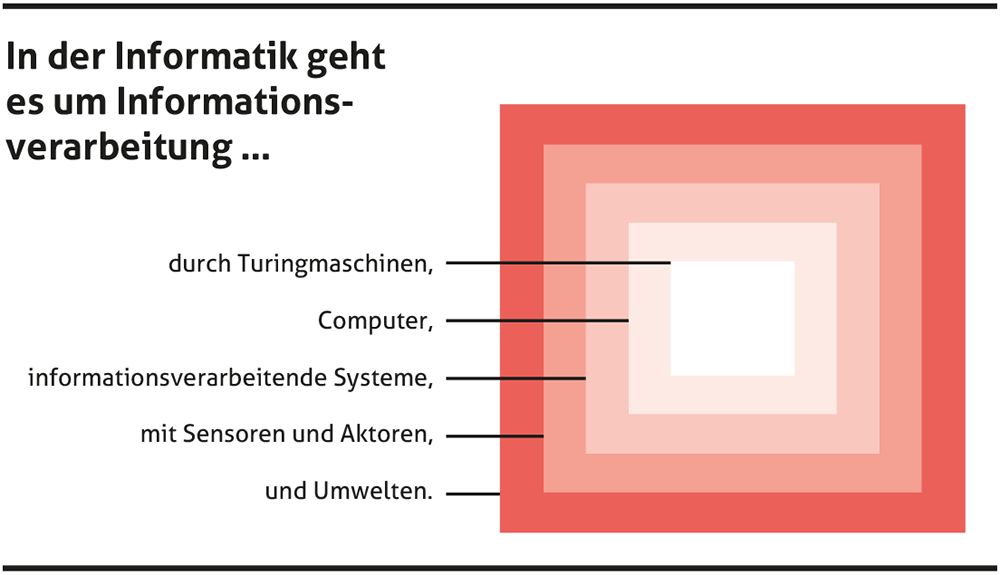 In der Informatik geht
es um Informations-
verarbeitung ...
durch Turingmaschinen,
Computer,
informationsverarbeitende Systeme,
mit Sensoren und Aktoren,
und Umwelten.